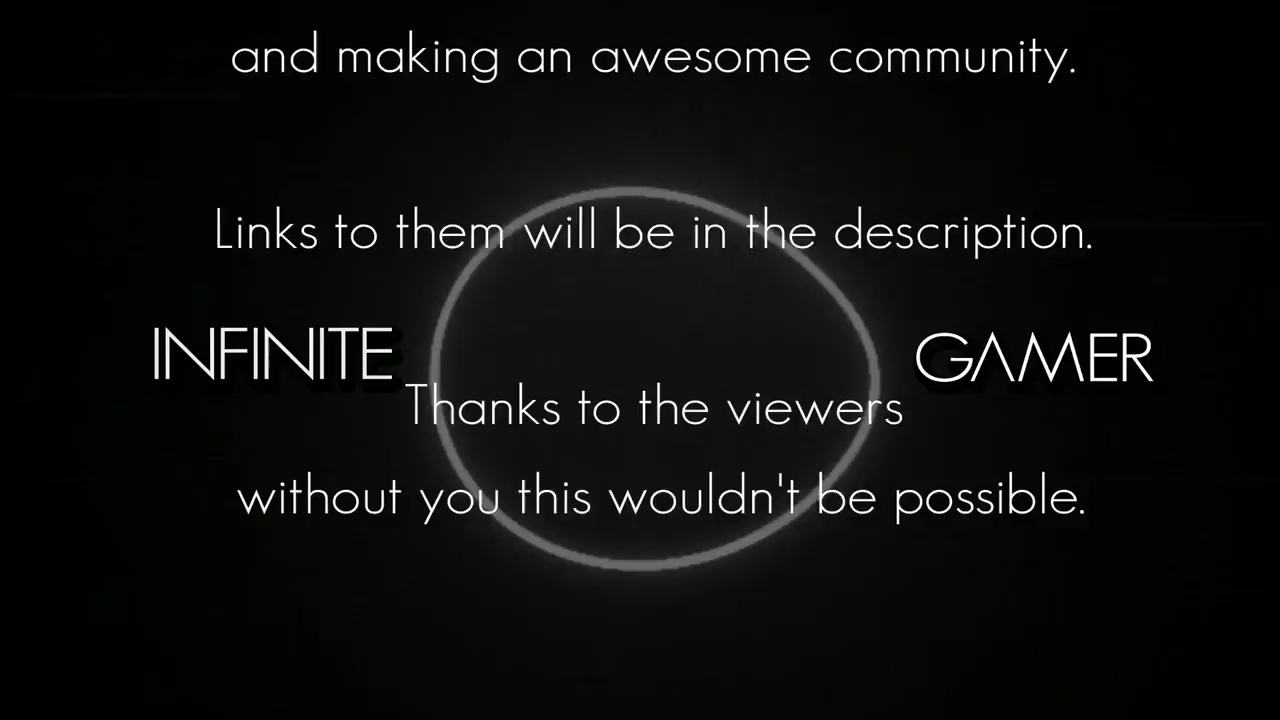 and making an awesome community.
Links to them will be in the description.
INFINITE
GAMER
Thanks to the viewers
without you this wouldn't be possible.